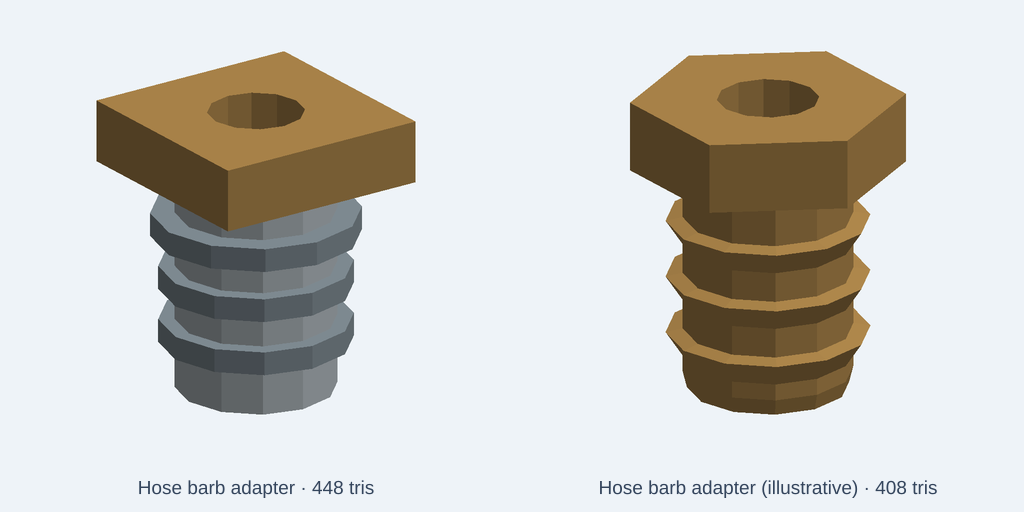 Hose barb adapter · 448 tris
Hose barb adapter (illustrative) · 408 tris